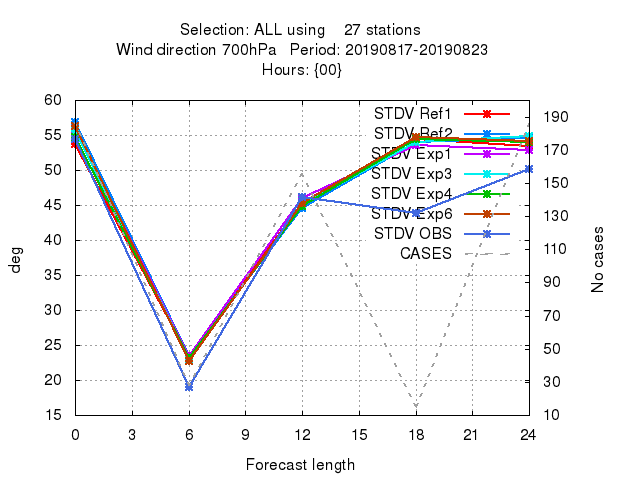 Selection: ALL using 27 stations
Wind direction 700hPa Period: 20190817-20190823
Hours: {00}
60
55
50
45
40
35
30
25
20
15
190
170
150
130
110
90
70
50
30
10
deg
No cases
STDV Ref1
STDV Ref2
STDV Exp1
STDV Exp3
STDV Exp4
STDV Exp6
STDV OBS
CASES
0 3 6 9 12 15 18 21 24
Forecast length